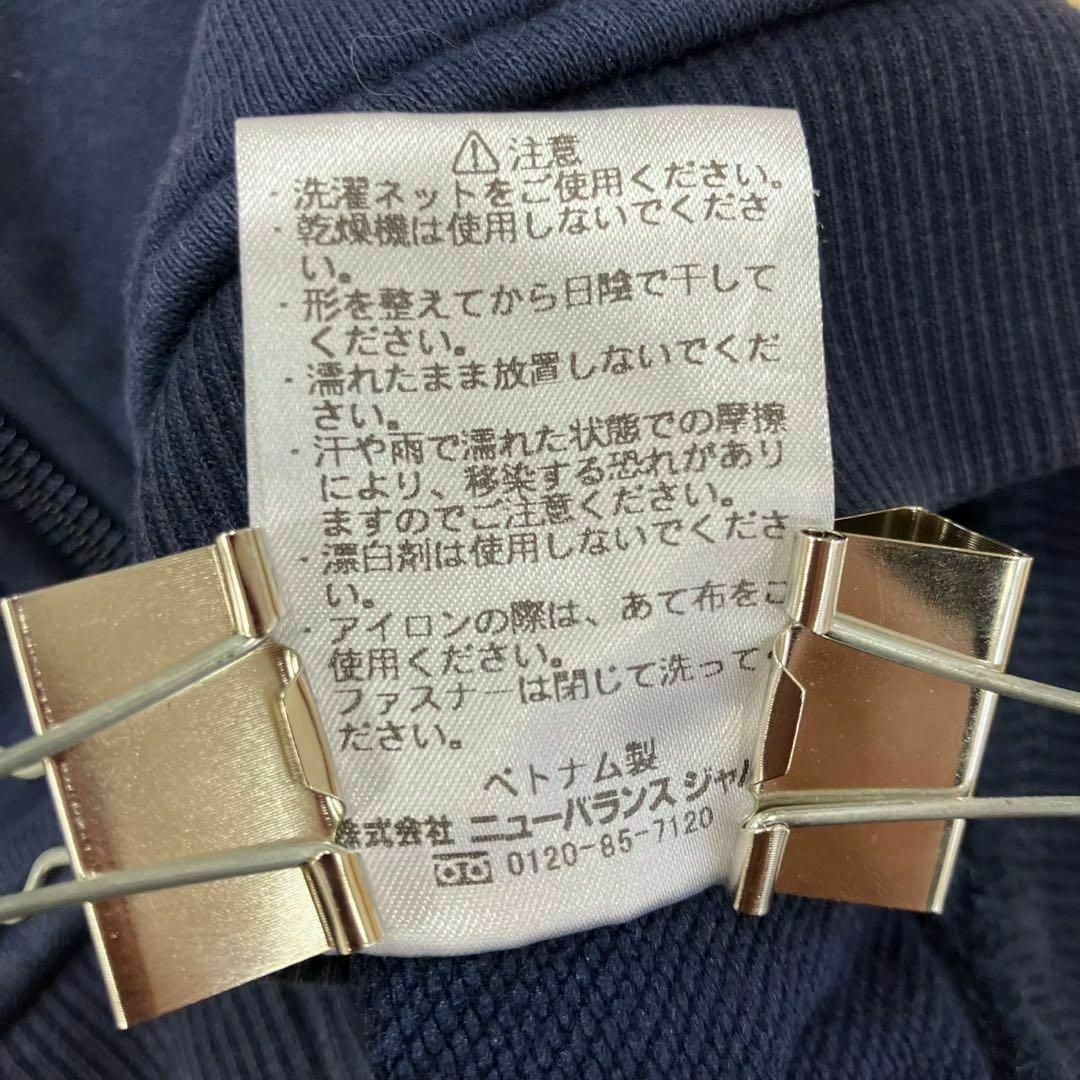 ⚠注意
・洗濯ネットをご使用ください。
・乾燥機は使用しないでくださ
い。
・形を整えてから日陰で干して
ください。
・濡れたまま放置しないでくだ
さい。
・汗や雨で濡れた状態での摩擦
により、移染する恐れがあり
ますのでご注意ください。
・漂白剤は使用しないでくださ
い。
・アイロンの際は、あて布をご
使用ください。
ファスナーは閉じて洗って
ださい。
ベトナム製
株式会社 ニューバランス ジャ
0120-85-7120